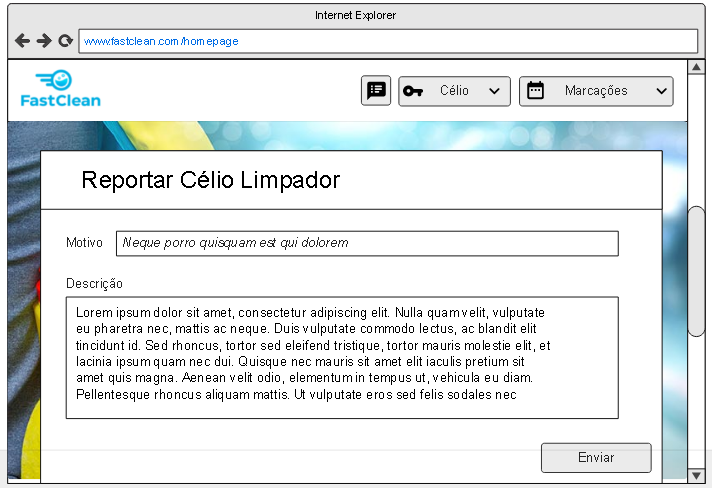 Internet Explorer
www.fastclean.com/homepage
FastClean
Célio
Marcações
Reportar Célio Limpador
Motivo
Neque porro quisquam est qui dolorem
Descrição
Lorem ipsum dolor sit amet, consectetur adipiscing elit. Nulla quam velit, vulputate
eu pharetra nec, mattis ac neque. Duis vulputate commodo lectus, ac blandit elit
tincidunt id. Sed rhoncus, tortor sed eleifend tristique, tortor mauris molestie elit, et
lacinia ipsum quam nec dui. Quisque nec mauris sit amet elit iaculis pretium sit
amet quis magna. Aenean velit odio, elementum in tempus ut, vehicula eu diam.
Pellentesque rhoncus aliquam mattis. Ut vulputate eros sed felis sodales nec
Enviar